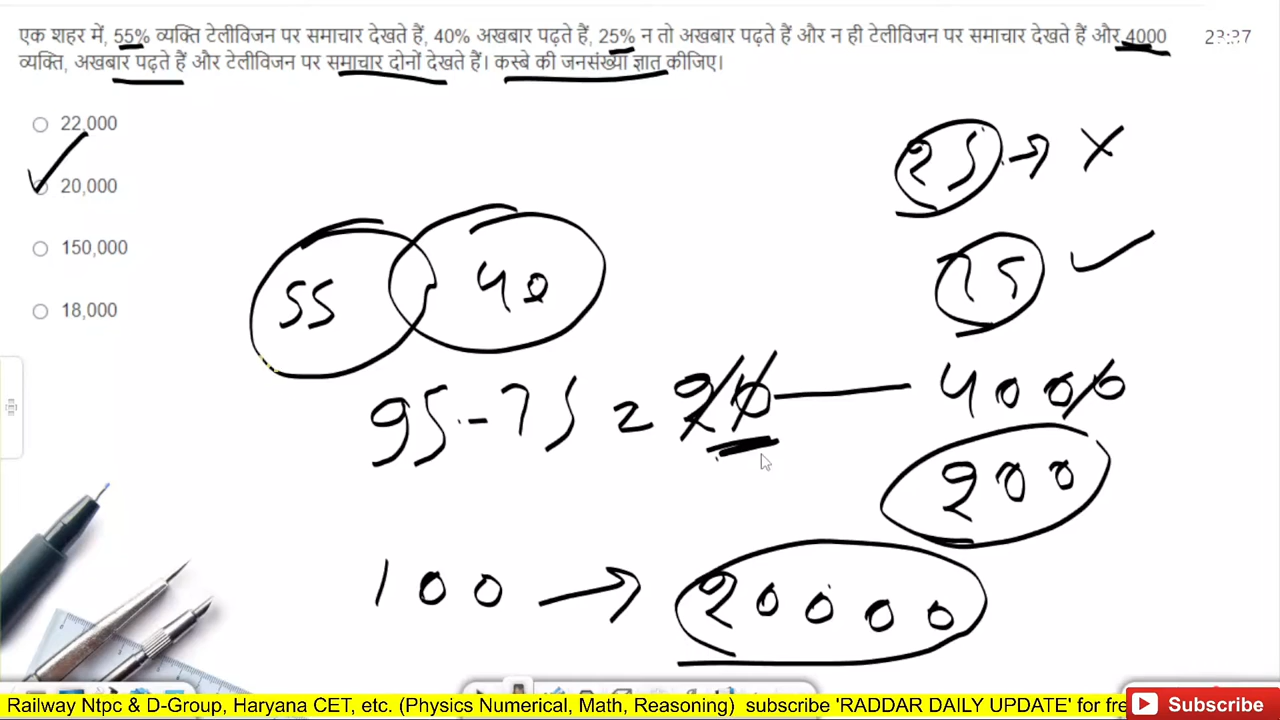 एक शहर में, 55% व्यक्ति टेलीविजन पर समाचार देखते हैं, 40% अखबार पढ़ते हैं, 25% न तो अखबार पढ़ते हैं और न ही टेलीविजन पर समाचार देखते हैं और 4000
व्यक्ति, अखबार पढ़ते हैं और टेलीविजन पर समाचार दोनों देखते हैं। कस्बे की जनसंख्या ज्ञात कीजिए।
22,000
20,000
150,000
18,000
25 → ×
75 ✓
55 40
95 - 75 = 20 — 4000
200
100 → 20000
Railway Ntpc & D-Group, Haryana CET, etc. (Physics Numerical, Math, Reasoning) subscribe 'RADDAR DAILY UPDATE' for fre
Subscribe